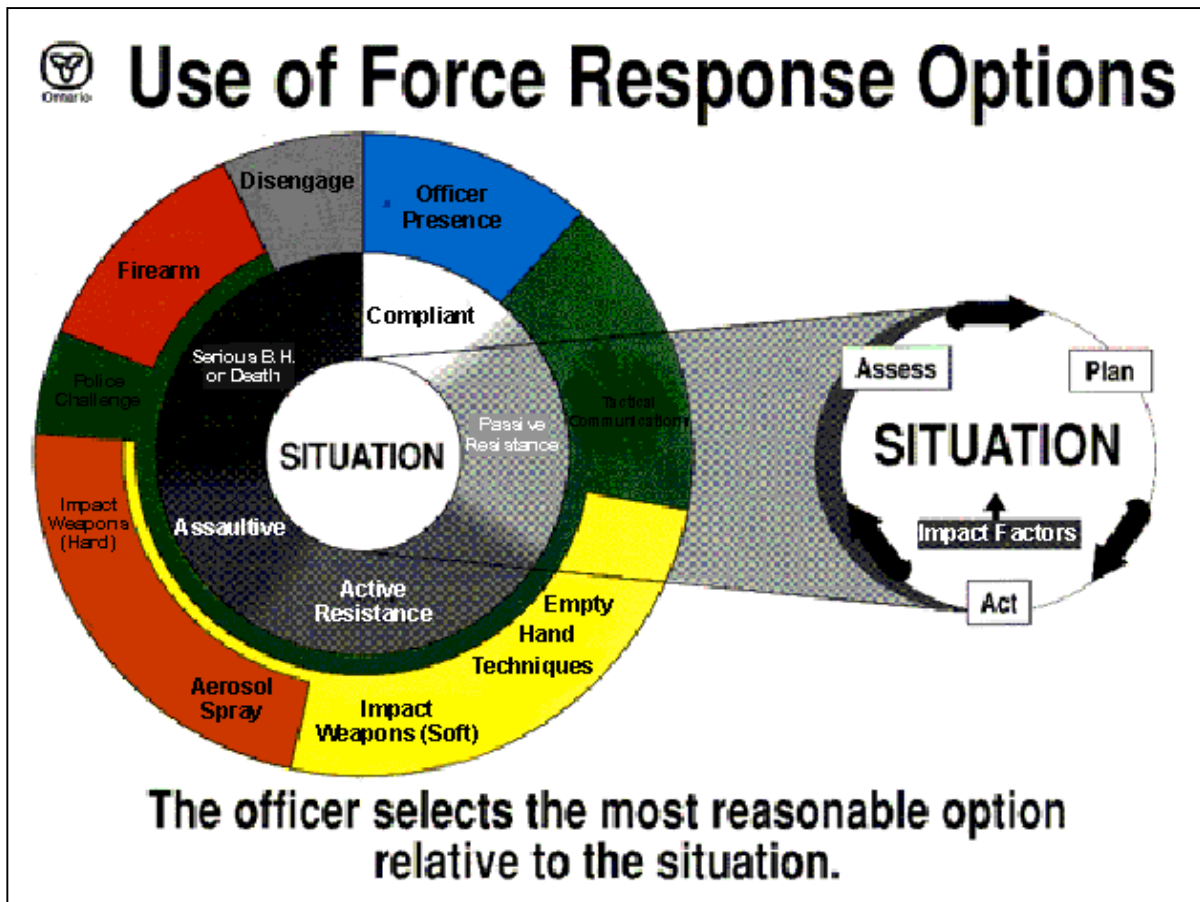 Ontario
Use of Force Response Options
Disengage
Officer
Presence
Firearm
Compliant
Serious B.H.
or Death
Police
Challenge
Passive
Resistance
Tactical
Communication
SITUATION
Impact
Weapons
(Hard)
Assaultive
Active
Resistance
Empty
Hand
Techniques
Aerosol
Spray
Impact
Weapons (Soft)
Assess
Plan
SITUATION
Impact Factors
Act
The officer selects the most reasonable option
relative to the situation.